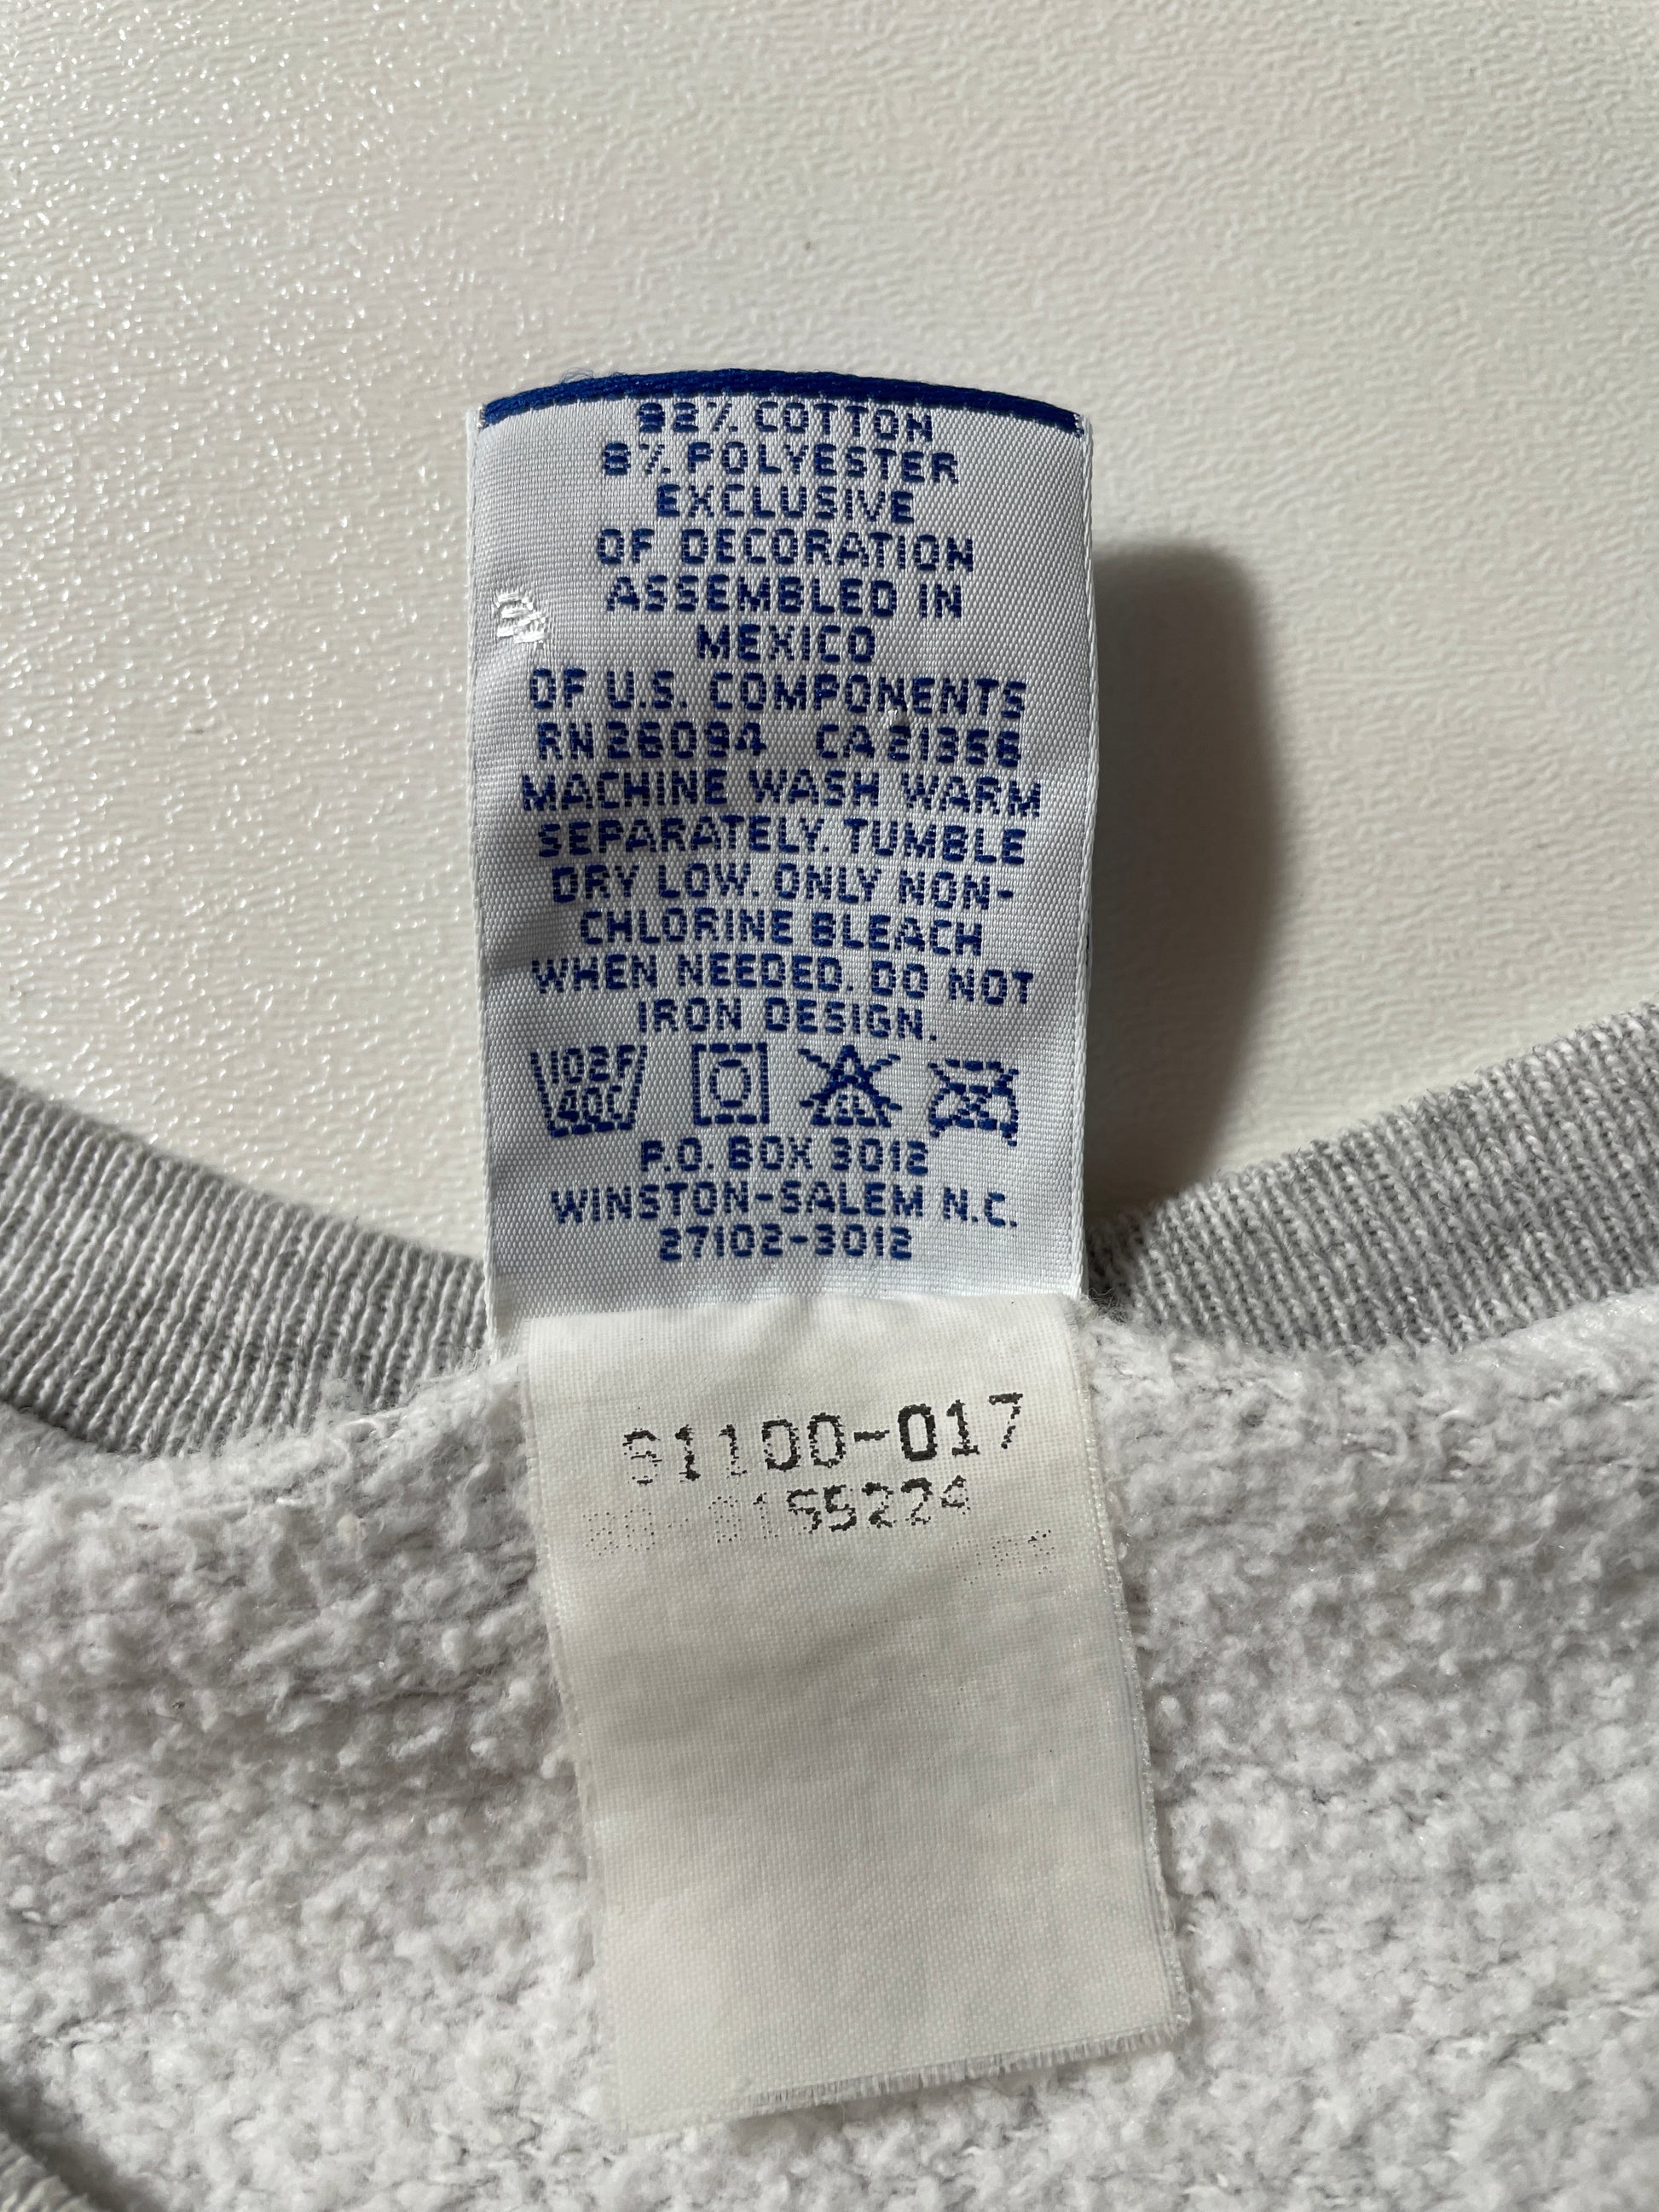 92% COTTON
8% POLYESTER
EXCLUSIVE
OF DECORATION
ASSEMBLED IN
MEXICO
OF U.S. COMPONENTS
RN 26094 CA 21356
MACHINE WASH WARM
SEPARATELY. TUMBLE
DRY LOW. ONLY NON-
CHLORINE BLEACH
WHEN NEEDED. DO NOT
IRON DESIGN.
102F
40C
CL
P.O. BOX 3012
WINSTON-SALEM N.C.
27102-3012
S1100-017